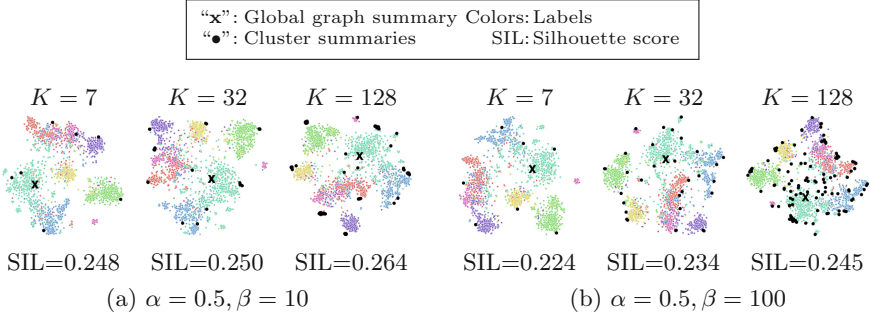 “x”: Global graph summary Colors: Labels
“●”: Cluster summaries SIL: Silhouette score
K = 7 K = 32 K = 128 K = 7 K = 32 K = 128
x x x x x x
SIL=0.248 SIL=0.250 SIL=0.264 SIL=0.224 SIL=0.234 SIL=0.245
(a) α = 0.5, β = 10 (b) α = 0.5, β = 100